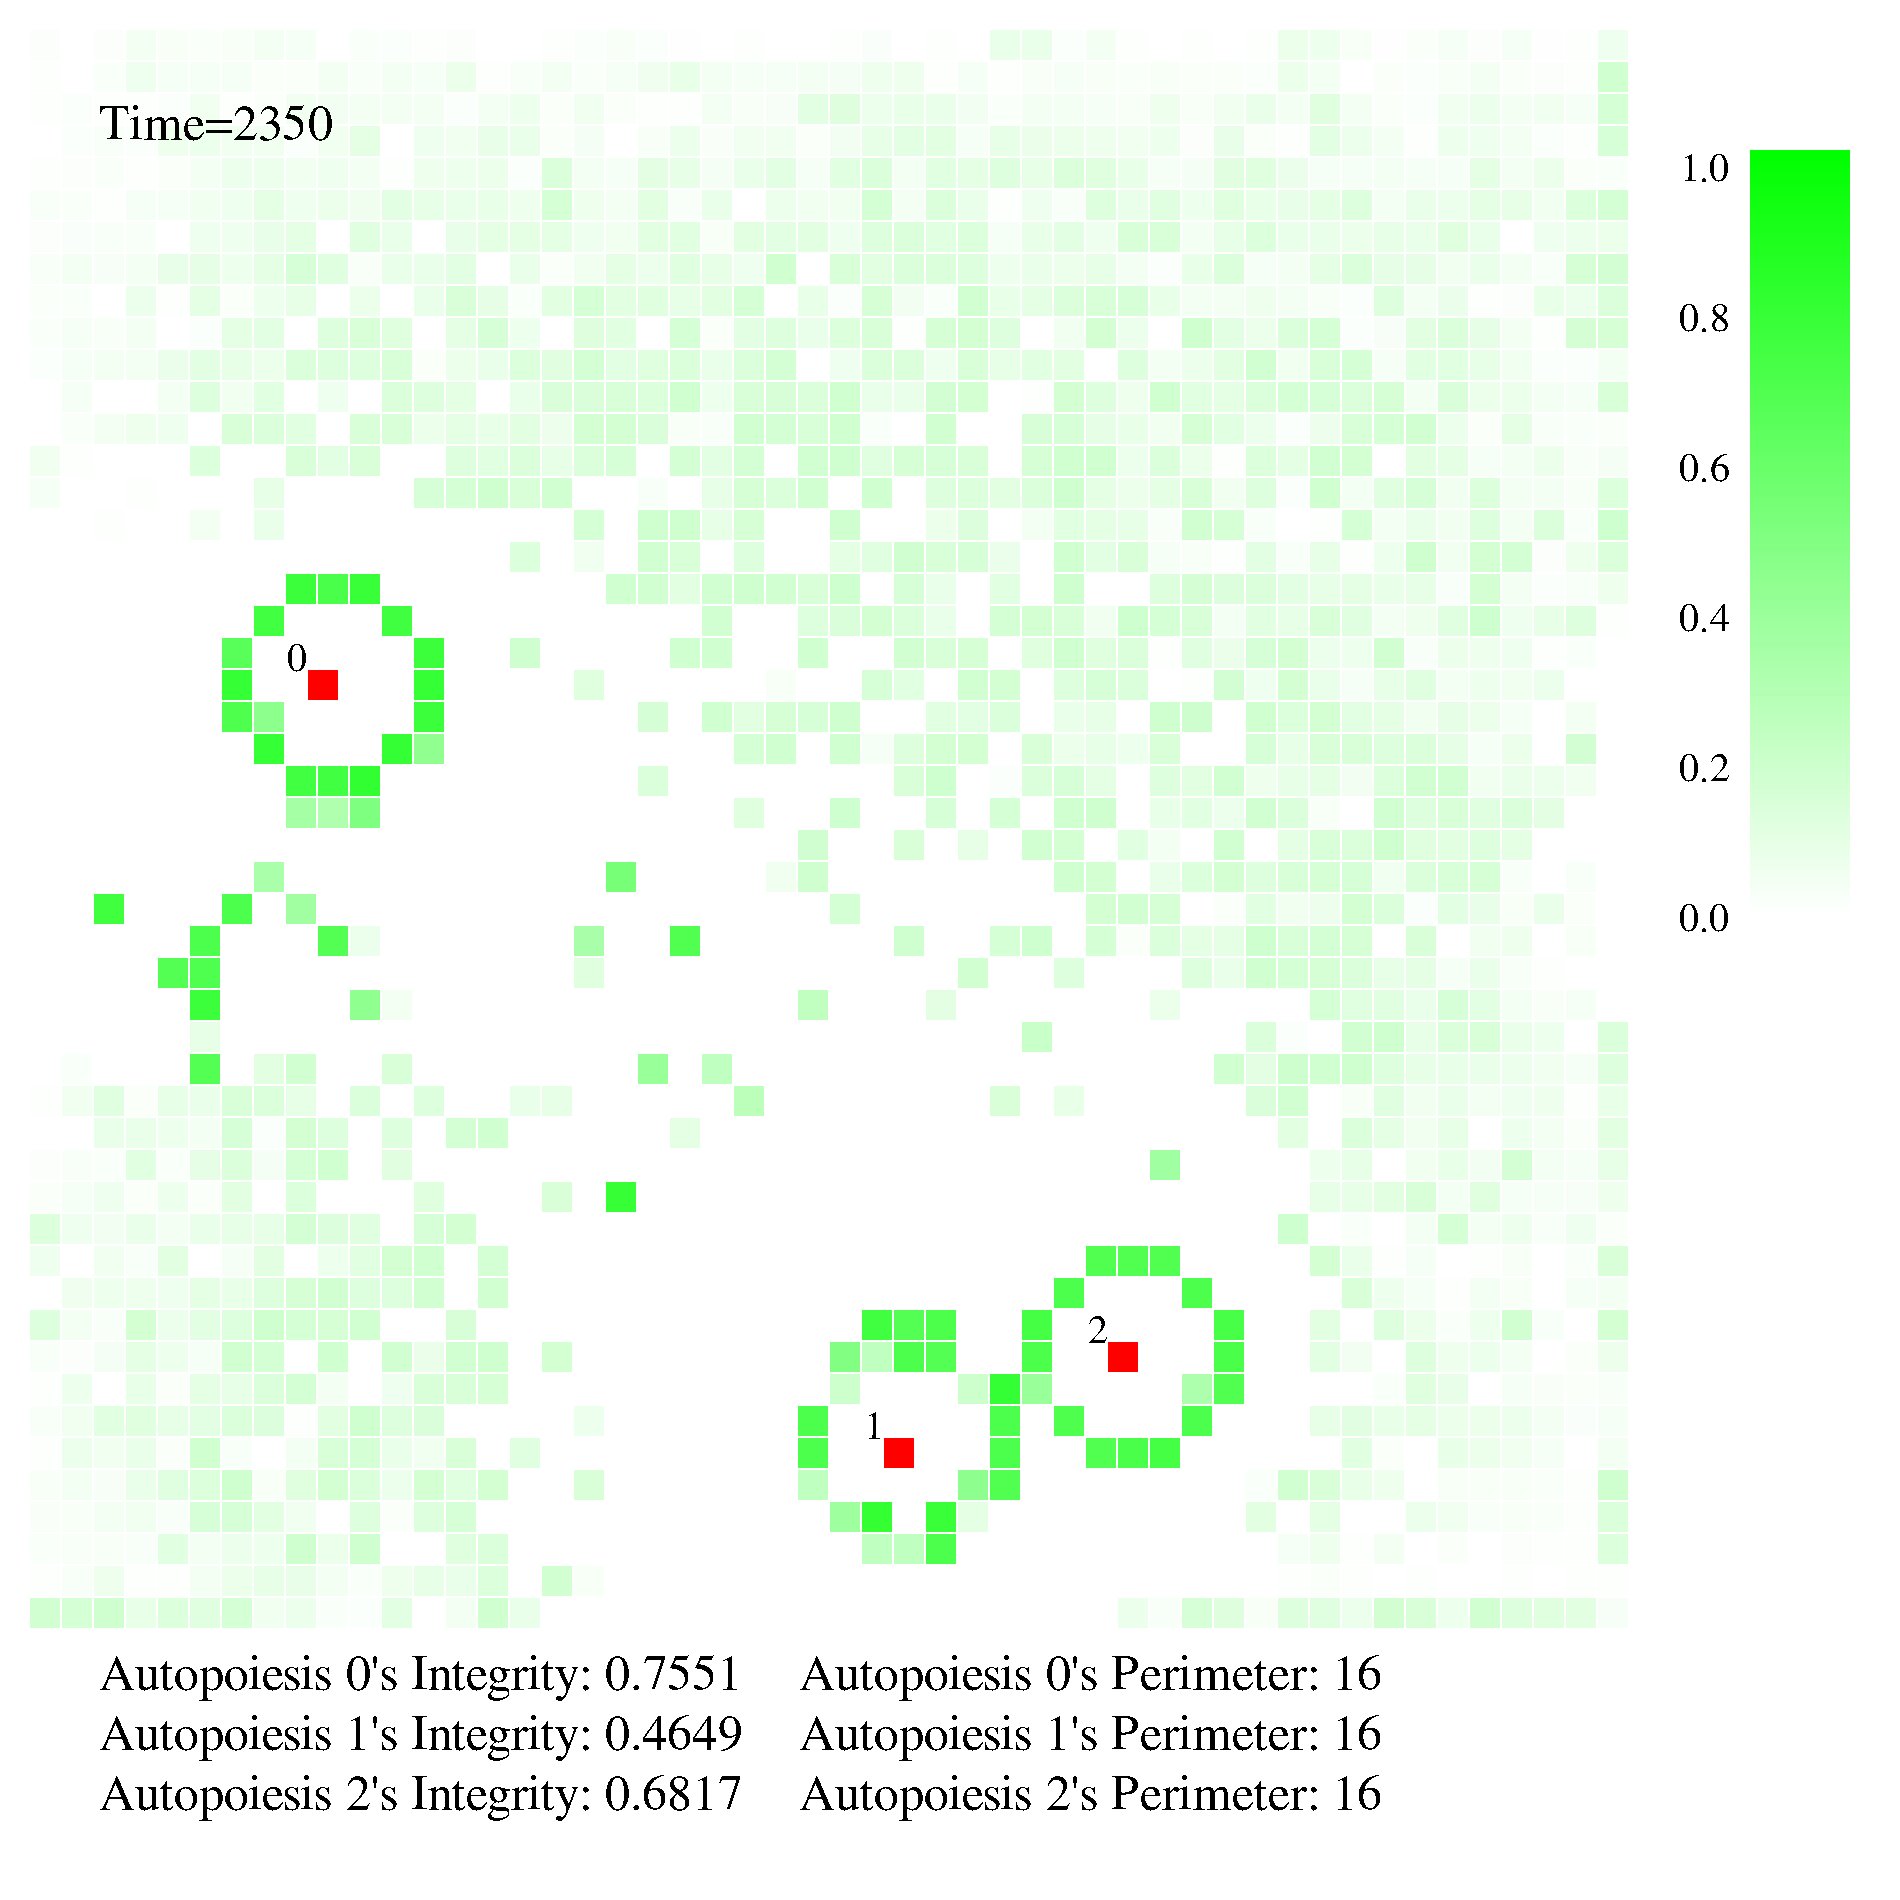 Time=2350
1.0
0.8
0.6
0.4
0.2
0.0
0
2
1
Autopoiesis 0's Integrity: 0.7551 Autopoiesis 0's Perimeter: 16
Autopoiesis 1's Integrity: 0.4649 Autopoiesis 1's Perimeter: 16
Autopoiesis 2's Integrity: 0.6817 Autopoiesis 2's Perimeter: 16